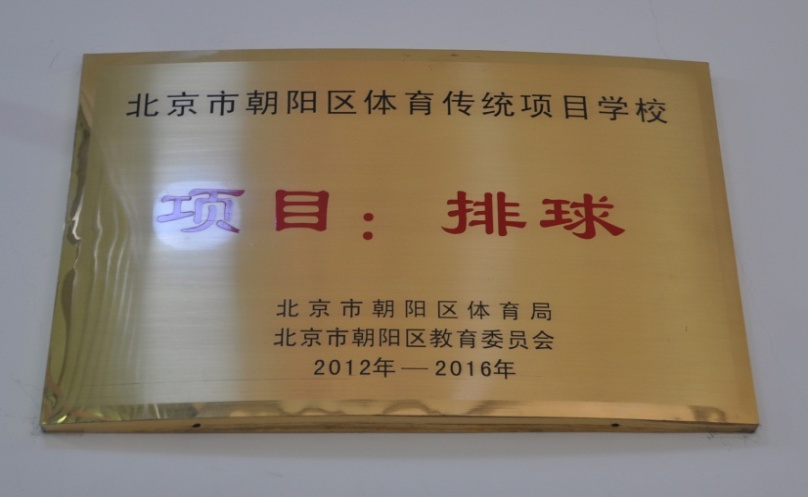 北京市朝阳区体育传统项目学校
项目：排球
北京市朝阳区体育局
北京市朝阳区教育委员会
2012年—2016年